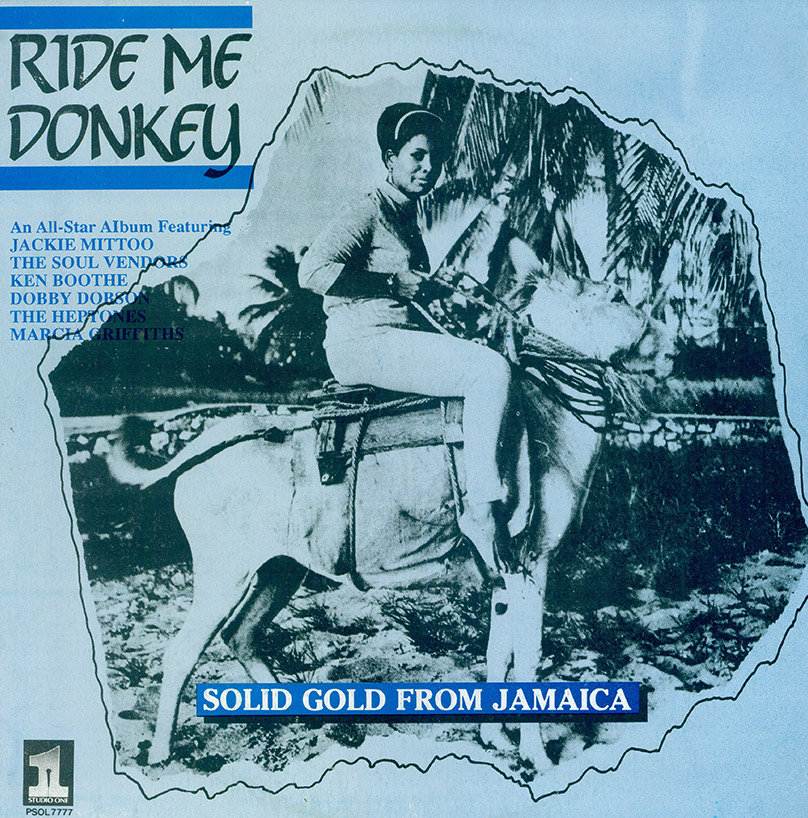 RIDE ME
DONKEY
An All-Star Album Featuring
JACKIE MITTOO
THE SOUL VENDORS
KEN BOOTHE
DOBBY DOBSON
THE HEPTONES
MARCIA GRIFFITHS
SOLID GOLD FROM JAMAICA
1
STUDIO ONE
PSOL 7777